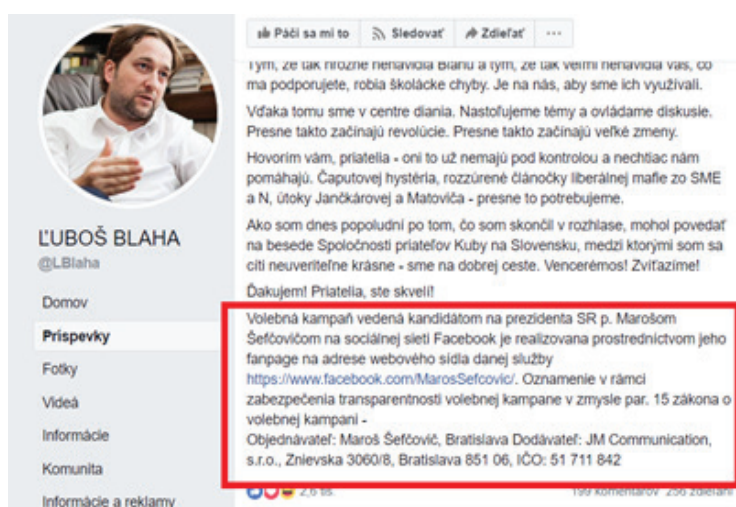 Páči sa mi to
Sledovať
Zdieľať
Tým, že tak hrozne nenávidia Blahu a tým, že tak veľmi nenávidia vás, čo
ma podporujete, robia školácke chyby. Je na nás, aby sme ich využívali.
Vďaka tomu sme v centre diania. Nastoľujeme témy a ovládame diskusie.
Presne takto začínajú revolúcie. Presne takto začínajú veľké zmeny.
Hovorím vám, priatelia - oni to už nemajú pod kontrolou a nechtiac nám
pomáhajú. Čaputovej hystéria, rozzúrené článočky liberálnej mafie zo SME
a N, útoky Jančkárovej a Matoviča - presne to potrebujeme.
Ako som dnes popoludní po tom, čo som skončil v rozhlase, mohol povedať
na besede Spoločnosti priateľov Kuby na Slovensku, medzi ktorými som sa
cíti neuveriteľne krásne - sme na dobrej ceste. Vencerémos! Zvíťazíme!
Ďakujem! Priatelia, ste skvelí!
Volebná kampaň vedená kandidátom na prezidenta SR p. Marošom
Šefčovičom na sociálnej sieti Facebook je realizovana prostredníctvom jeho
fanpage na adrese webového sídla danej služby
https://www.facebook.com/MarosSefcovic/. Oznamenie v rámci
zabezpečenia transparentnosti volebnej kampane v zmysle par. 15 zákona o
volebnej kampani -
Objednávateľ: Maroš Šefčovič, Bratislava Dodávateľ: JM Communication,
s.r.o., Znievska 3060/8, Bratislava 851 06, IČO: 51 711 842
2,6 tis.
199 komentárov 256 zdieľaní
ĽUBOŠ BLAHA
@LBlaha
Domov
Príspevky
Fotky
Videá
Informácie
Komunita
Informácie a reklamy